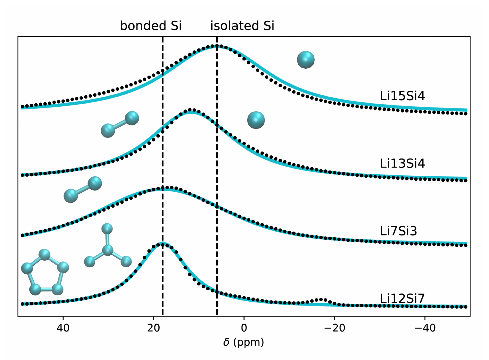 bonded Si isolated Si
Li15Si4
Li13Si4
Li7Si3
Li12Si7
40 20 0 −20 −40
δ (ppm)